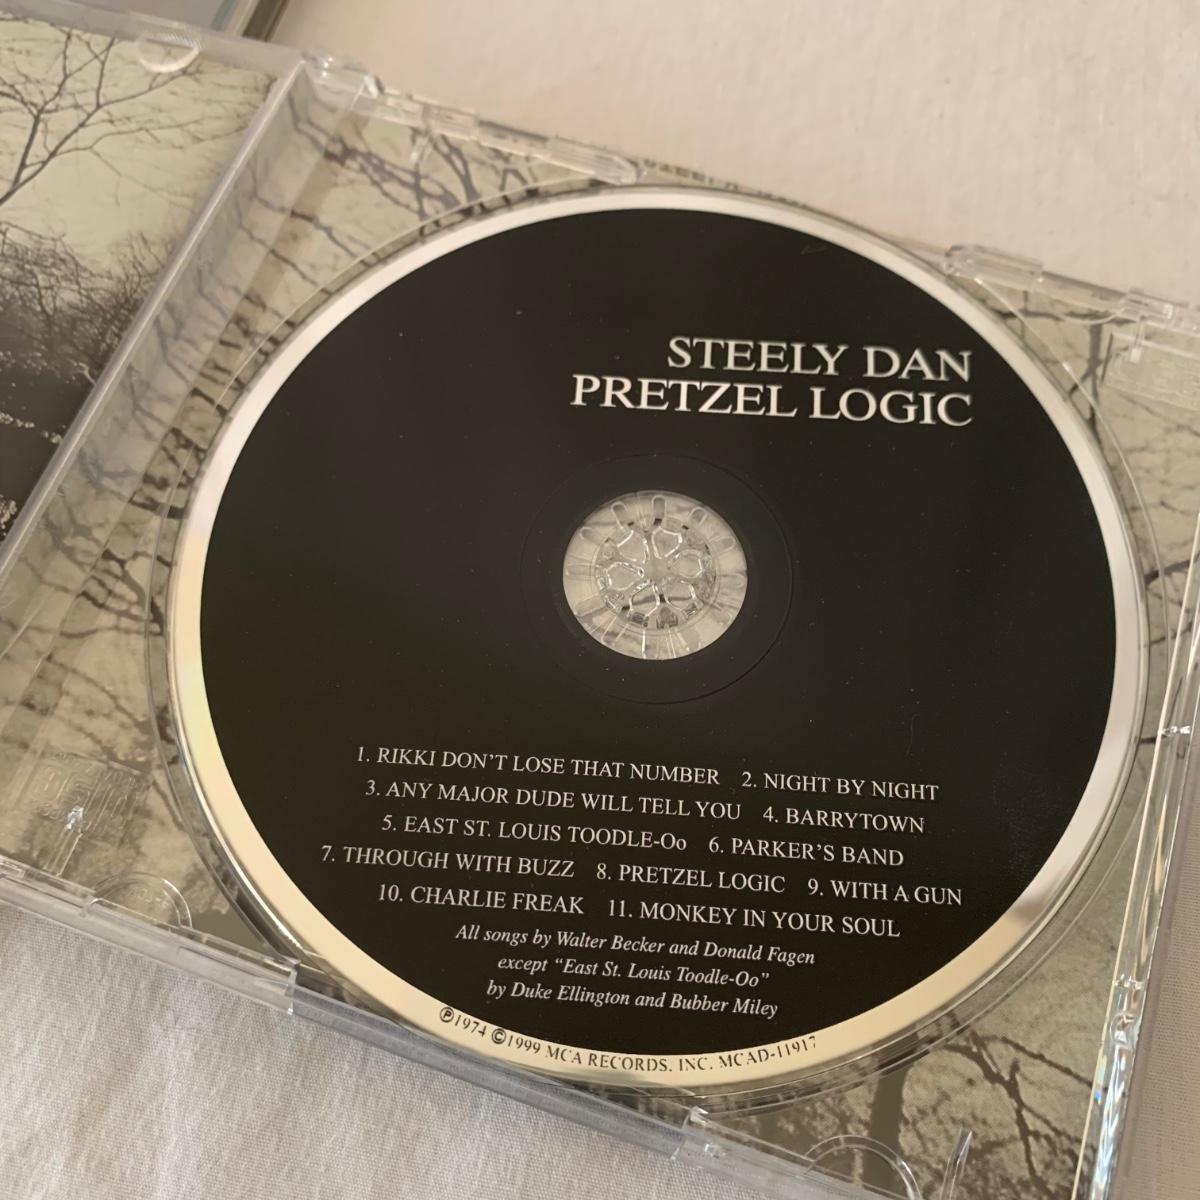 STEELY DAN
PRETZEL LOGIC
1. RIKKI DON'T LOSE THAT NUMBER 2. NIGHT BY NIGHT
3. ANY MAJOR DUDE WILL TELL YOU 4. BARRYTOWN
5. EAST ST. LOUIS TOODLE-Oo 6. PARKER'S BAND
7. THROUGH WITH BUZZ 8. PRETZEL LOGIC 9. WITH A GUN
10. CHARLIE FREAK 11. MONKEY IN YOUR SOUL
All songs by Walter Becker and Donald Fagen
except "East St. Louis Toodle-Oo"
by Duke Ellington and Bubber Miley
℗1974 ©1999 MCA RECORDS, INC. MCAD-11917